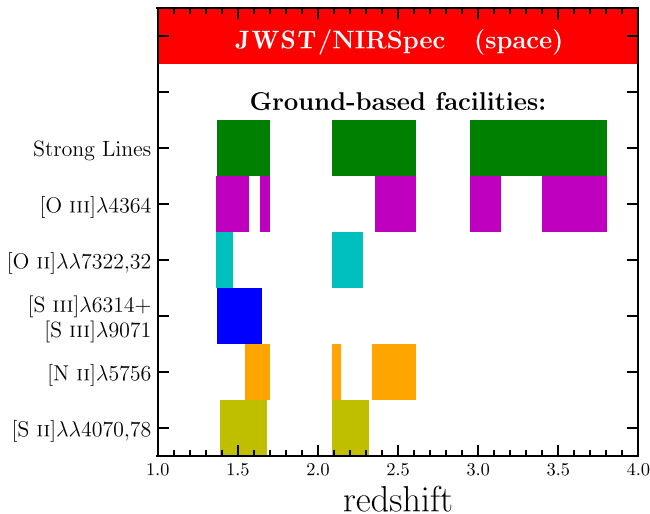 JWST/NIRSpec (space)
Ground-based facilities:
Strong Lines
[O III]λ4364
[O II]λλ7322,32
[S III]λ6314+
[S III]λ9071
[N II]λ5756
[S II]λλ4070,78
1.0 1.5 2.0 2.5 3.0 3.5 4.0
redshift